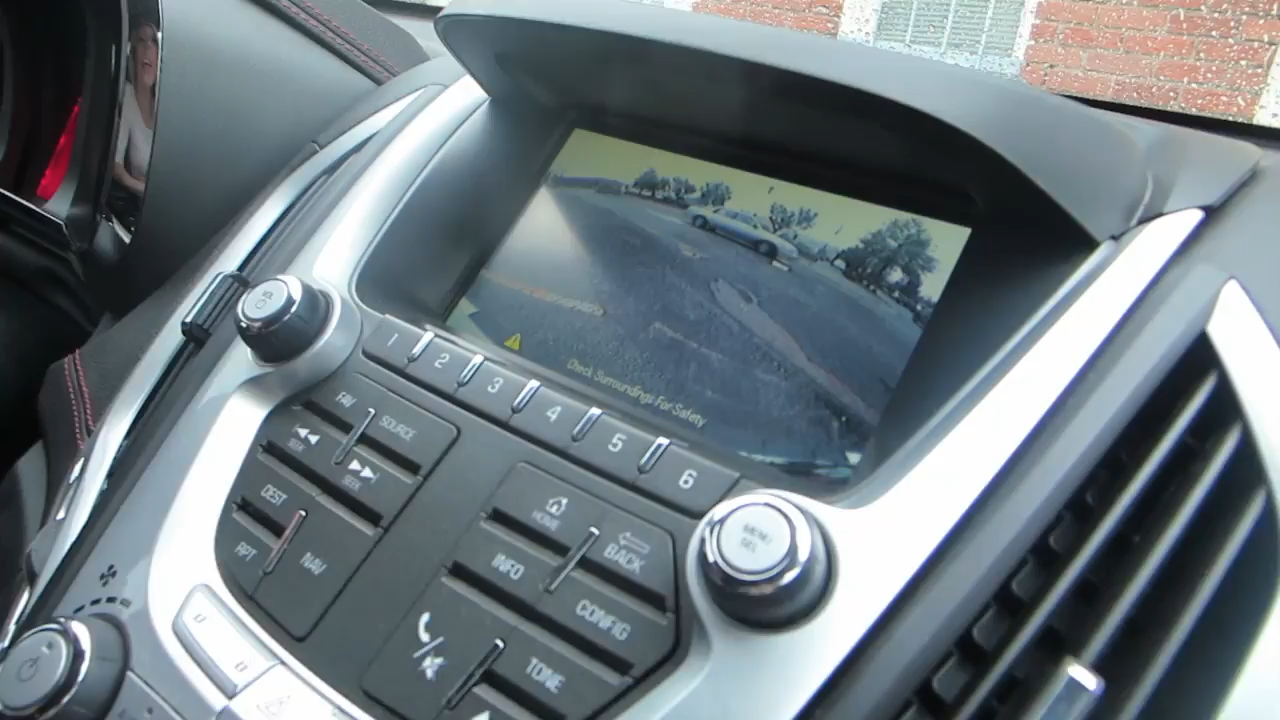 Check Surroundings For Safety
VOL
1
2
3
4
5
6
FAV
SOURCE
SEEK
SEEK
DEST
RPT
NAV
HOME
BACK
INFO
CONFIG
TONE
MENU
SEL